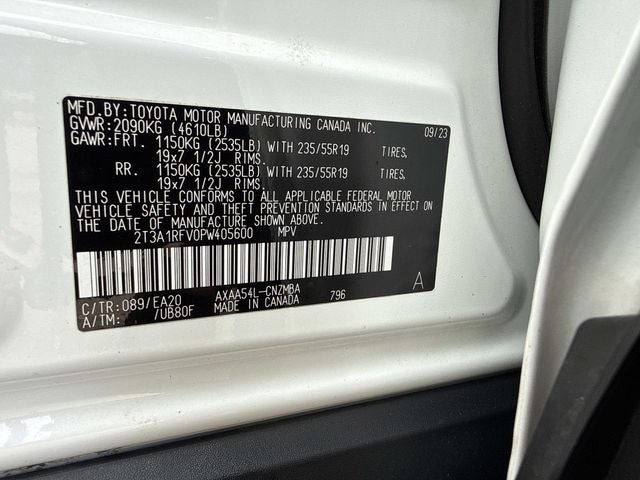 MFD.BY:TOYOTA MOTOR MANUFACTURING CANADA INC. 09/23
GVWR:2090KG (4610LB)
GAWR:FRT. 1150KG (2535LB) WITH 235/55R19 TIRES,
19x7 1/2J RIMS.
RR. 1150KG (2535LB) WITH 235/55R19 TIRES,
19x7 1/2J RIMS.
THIS VEHICLE CONFORMS TO ALL APPLICABLE FEDERAL MOTOR
VEHICLE SAFETY AND THEFT PREVENTION STANDARDS IN EFFECT ON
THE DATE OF MANUFACTURE SHOWN ABOVE.
2T3A1RFV0PW405600 MPV
C/TR:089/EA20 AXAA54L-CNZMBA 796 A
A/TM: /UB80F MADE IN CANADA